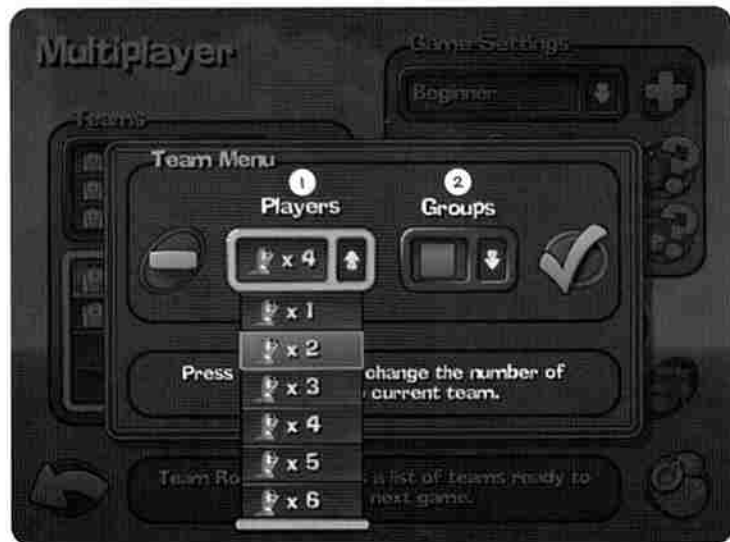 Multiplayer
Game Settings
Beginner
Teams
Team Menu
1
2
Players
Groups
x 4
x 1
x 2
Press change the number of
x 3
current team.
x 4
x 5
Team Ro a list of teams ready to
x 6
next game.